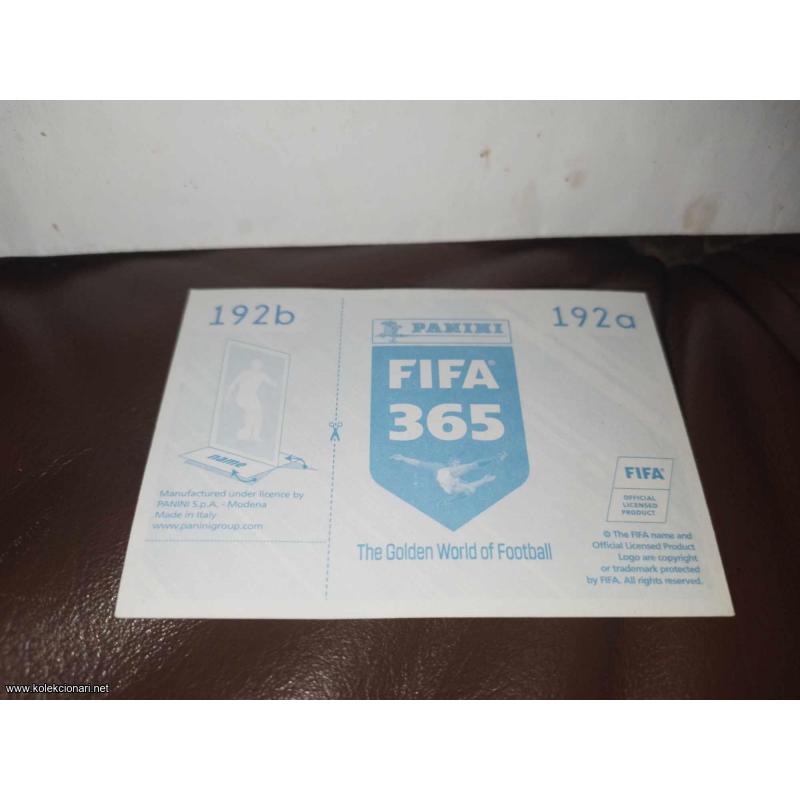 192b
192a
PANINI
FIFA
365
name
Manufactured under licence by
PANINI S.p.A. - Modena
Made in Italy
www.paninigroup.com
The Golden World of Football
FIFA®
OFFICIAL
LICENSED
PRODUCT
© The FIFA name and
Official Licensed Product
Logo are copyright
or trademark protected
by FIFA. All rights reserved.
www.kolekcionari.net